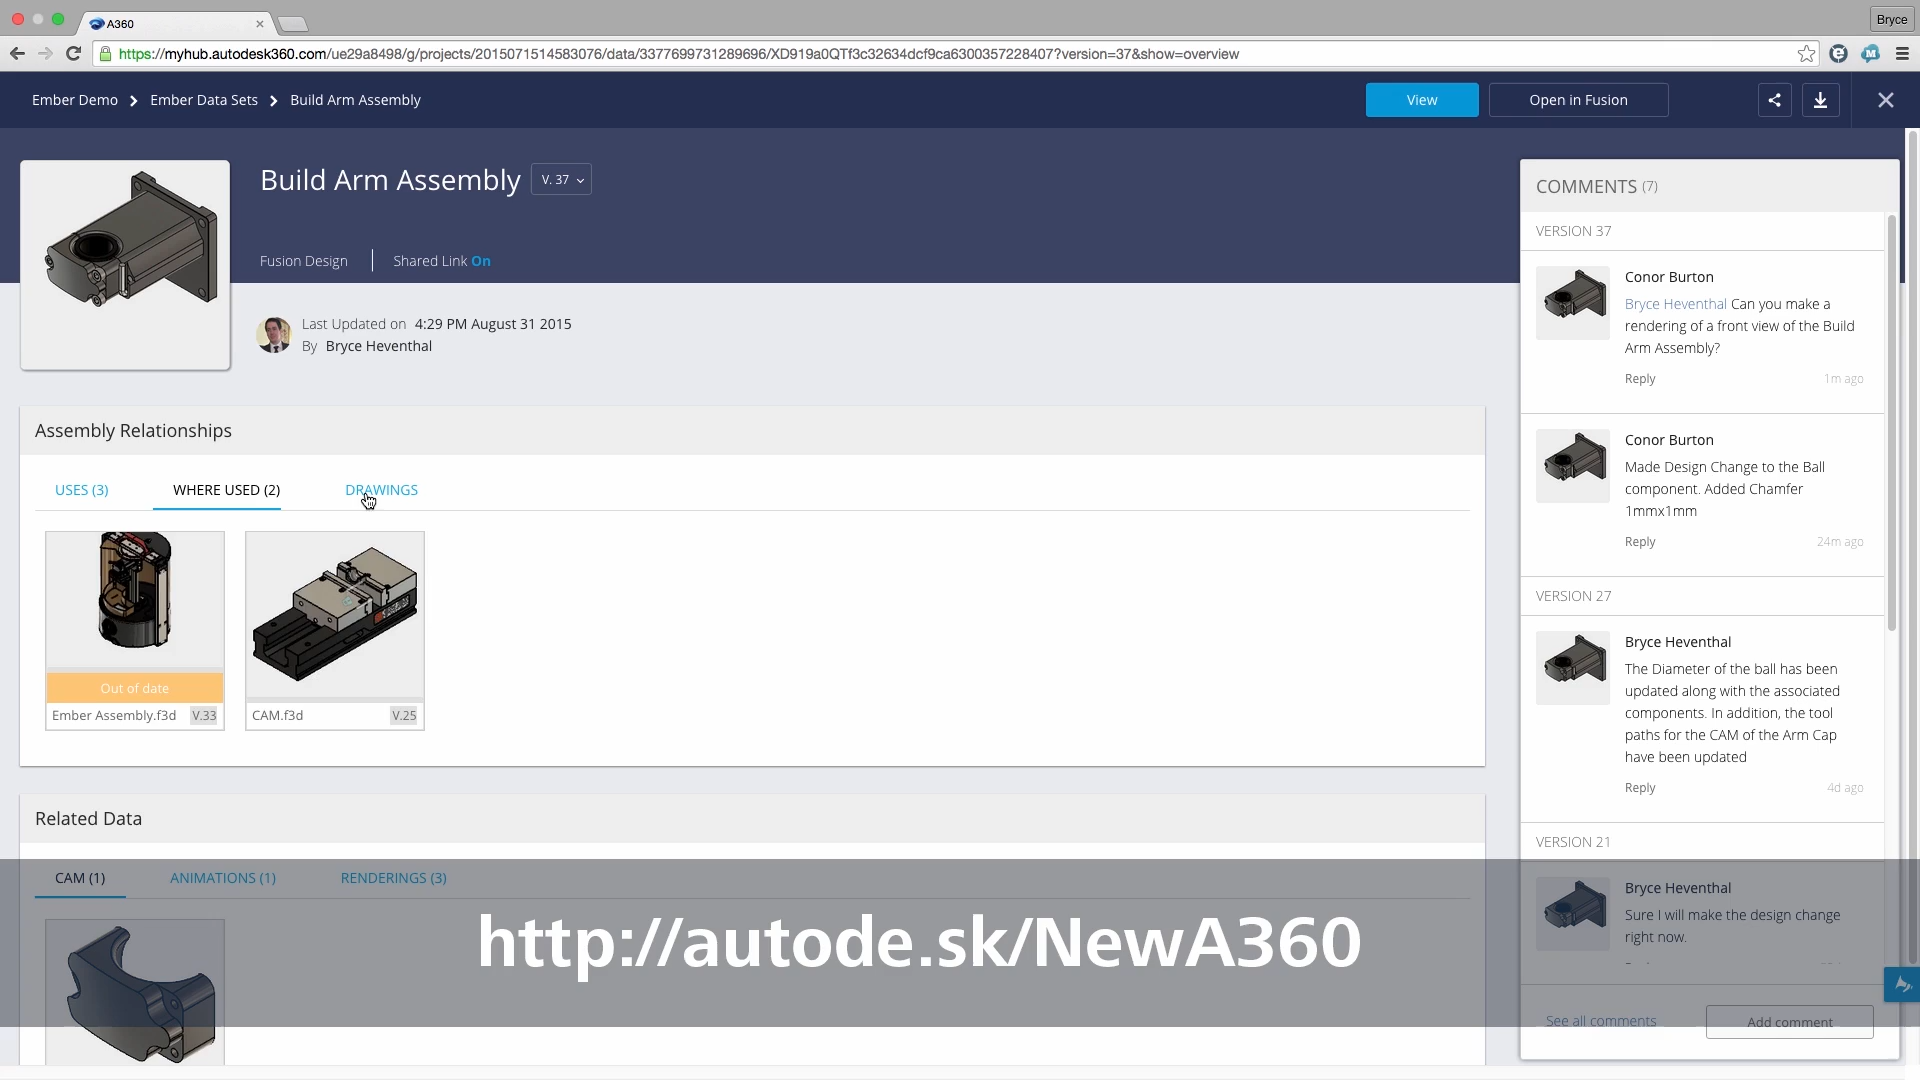 A360
Bryce
https://myhub.autodesk360.com/ue29a8498/g/projects/2015071514583076/data/3377699731289696/XD919a0QTf3c32634dcf9ca6300357228407?version=37&show=overview
Ember Demo > Ember Data Sets > Build Arm Assembly
View
Open in Fusion
Build Arm Assembly
V. 37
Fusion Design
Shared Link On
Last Updated on 4:29 PM August 31 2015
By Bryce Heventhal
Assembly Relationships
USES (3)
WHERE USED (2)
DRAWINGS
Out of date
Ember Assembly.f3d V.33
CAM.f3d V.25
Related Data
CAM (1)
ANIMATIONS (1)
RENDERINGS (3)
COMMENTS (7)
VERSION 37
Conor Burton
Bryce Heventhal Can you make a
rendering of a front view of the Build
Arm Assembly?
Reply 1m ago
Conor Burton
Made Design Change to the Ball
component. Added Chamfer
1mmx1mm
Reply 24m ago
VERSION 27
Bryce Heventhal
The Diameter of the ball has been
updated along with the associated
components. In addition, the tool
paths for the CAM of the Arm Cap
have been updated
Reply 4d ago
VERSION 21
Bryce Heventhal
Sure I will make the design change
right now.
See all comments
Add comment
http://autode.sk/NewA360